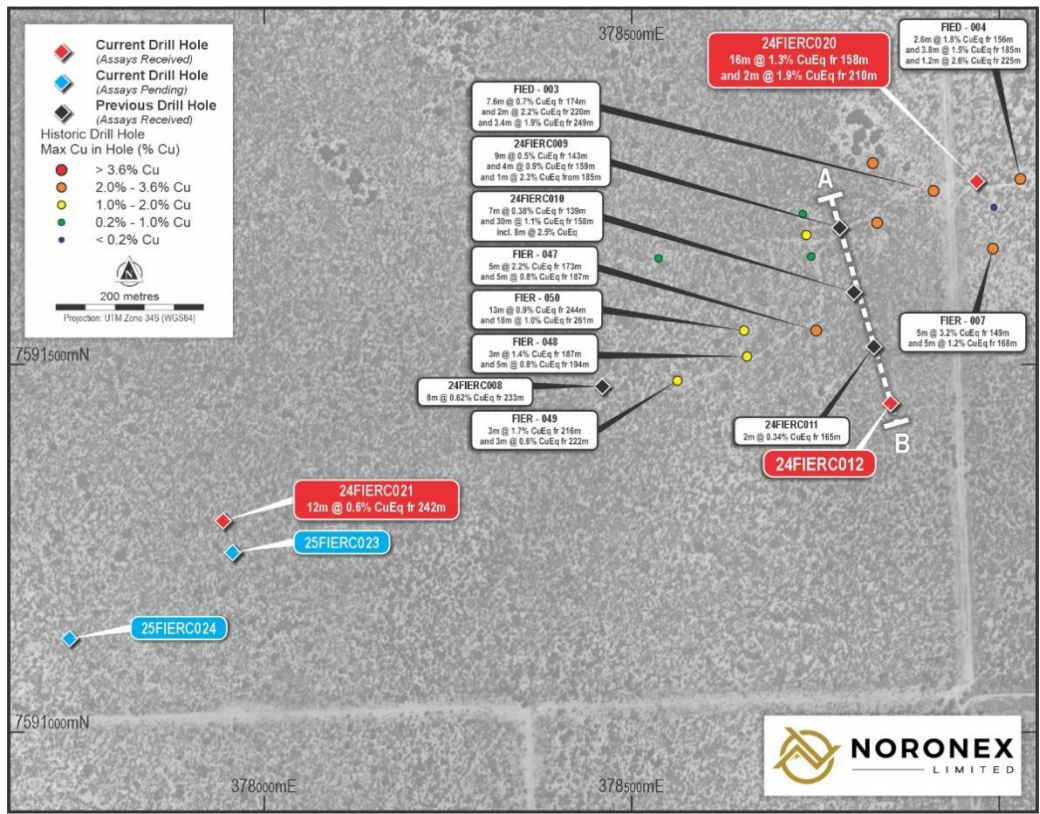 378500mE
Current Drill Hole
(Assays Received)
Current Drill Hole
(Assays Pending)
Previous Drill Hole
(Assays Received)
Historic Drill Hole
Max Cu in Hole (% Cu)
> 3.6% Cu
2.0% - 3.6% Cu
1.0% - 2.0% Cu
0.2% - 1.0% Cu
< 0.2% Cu
N
200 metres
Projection: UTM Zone 34S (WGS84)
24FIERC020
16m @ 1.3% CuEq fr 158m
and 2m @ 1.9% CuEq fr 210m
FIED - 004
2.6m @ 1.8% CuEq fr 156m
and 3.8m @ 1.5% CuEq fr 185m
and 1.2m @ 2.6% CuEq fr 225m
FIED - 003
7.6m @ 0.7% CuEq fr 174m
and 2m @ 2.2% CuEq fr 220m
and 3.4m @ 1.9% CuEq fr 249m
24FIERC009
9m @ 0.5% CuEq fr 143m
and 4m @ 0.9% CuEq fr 159m
and 1m @ 2.3% CuEq from 185m
24FIERC010
7m @ 0.38% CuEq fr 139m
and 30m @ 1.1% CuEq fr 158m
incl. 8m @ 2.5% CuEq
FIER - 047
5m @ 2.2% CuEq fr 173m
and 5m @ 0.8% CuEq fr 187m
FIER - 050
13m @ 0.9% CuEq fr 244m
and 18m @ 1.0% CuEq fr 261m
FIER - 048
3m @ 1.4% CuEq fr 187m
and 5m @ 0.8% CuEq fr 194m
24FIERC008
8m @ 0.62% CuEq fr 233m
FIER - 049
3m @ 1.7% CuEq fr 216m
and 3m @ 0.6% CuEq fr 222m
A
FIER - 007
5m @ 3.2% CuEq fr 149m
and 5m @ 1.2% CuEq fr 168m
7591500mN
24FIERC011
2m @ 0.34% CuEq fr 165m
B
24FIERC012
24FIERC021
12m @ 0.6% CuEq fr 242m
25FIERC023
25FIERC024
7591000mN
378000mE
378500mE
NORONEX
LIMITED